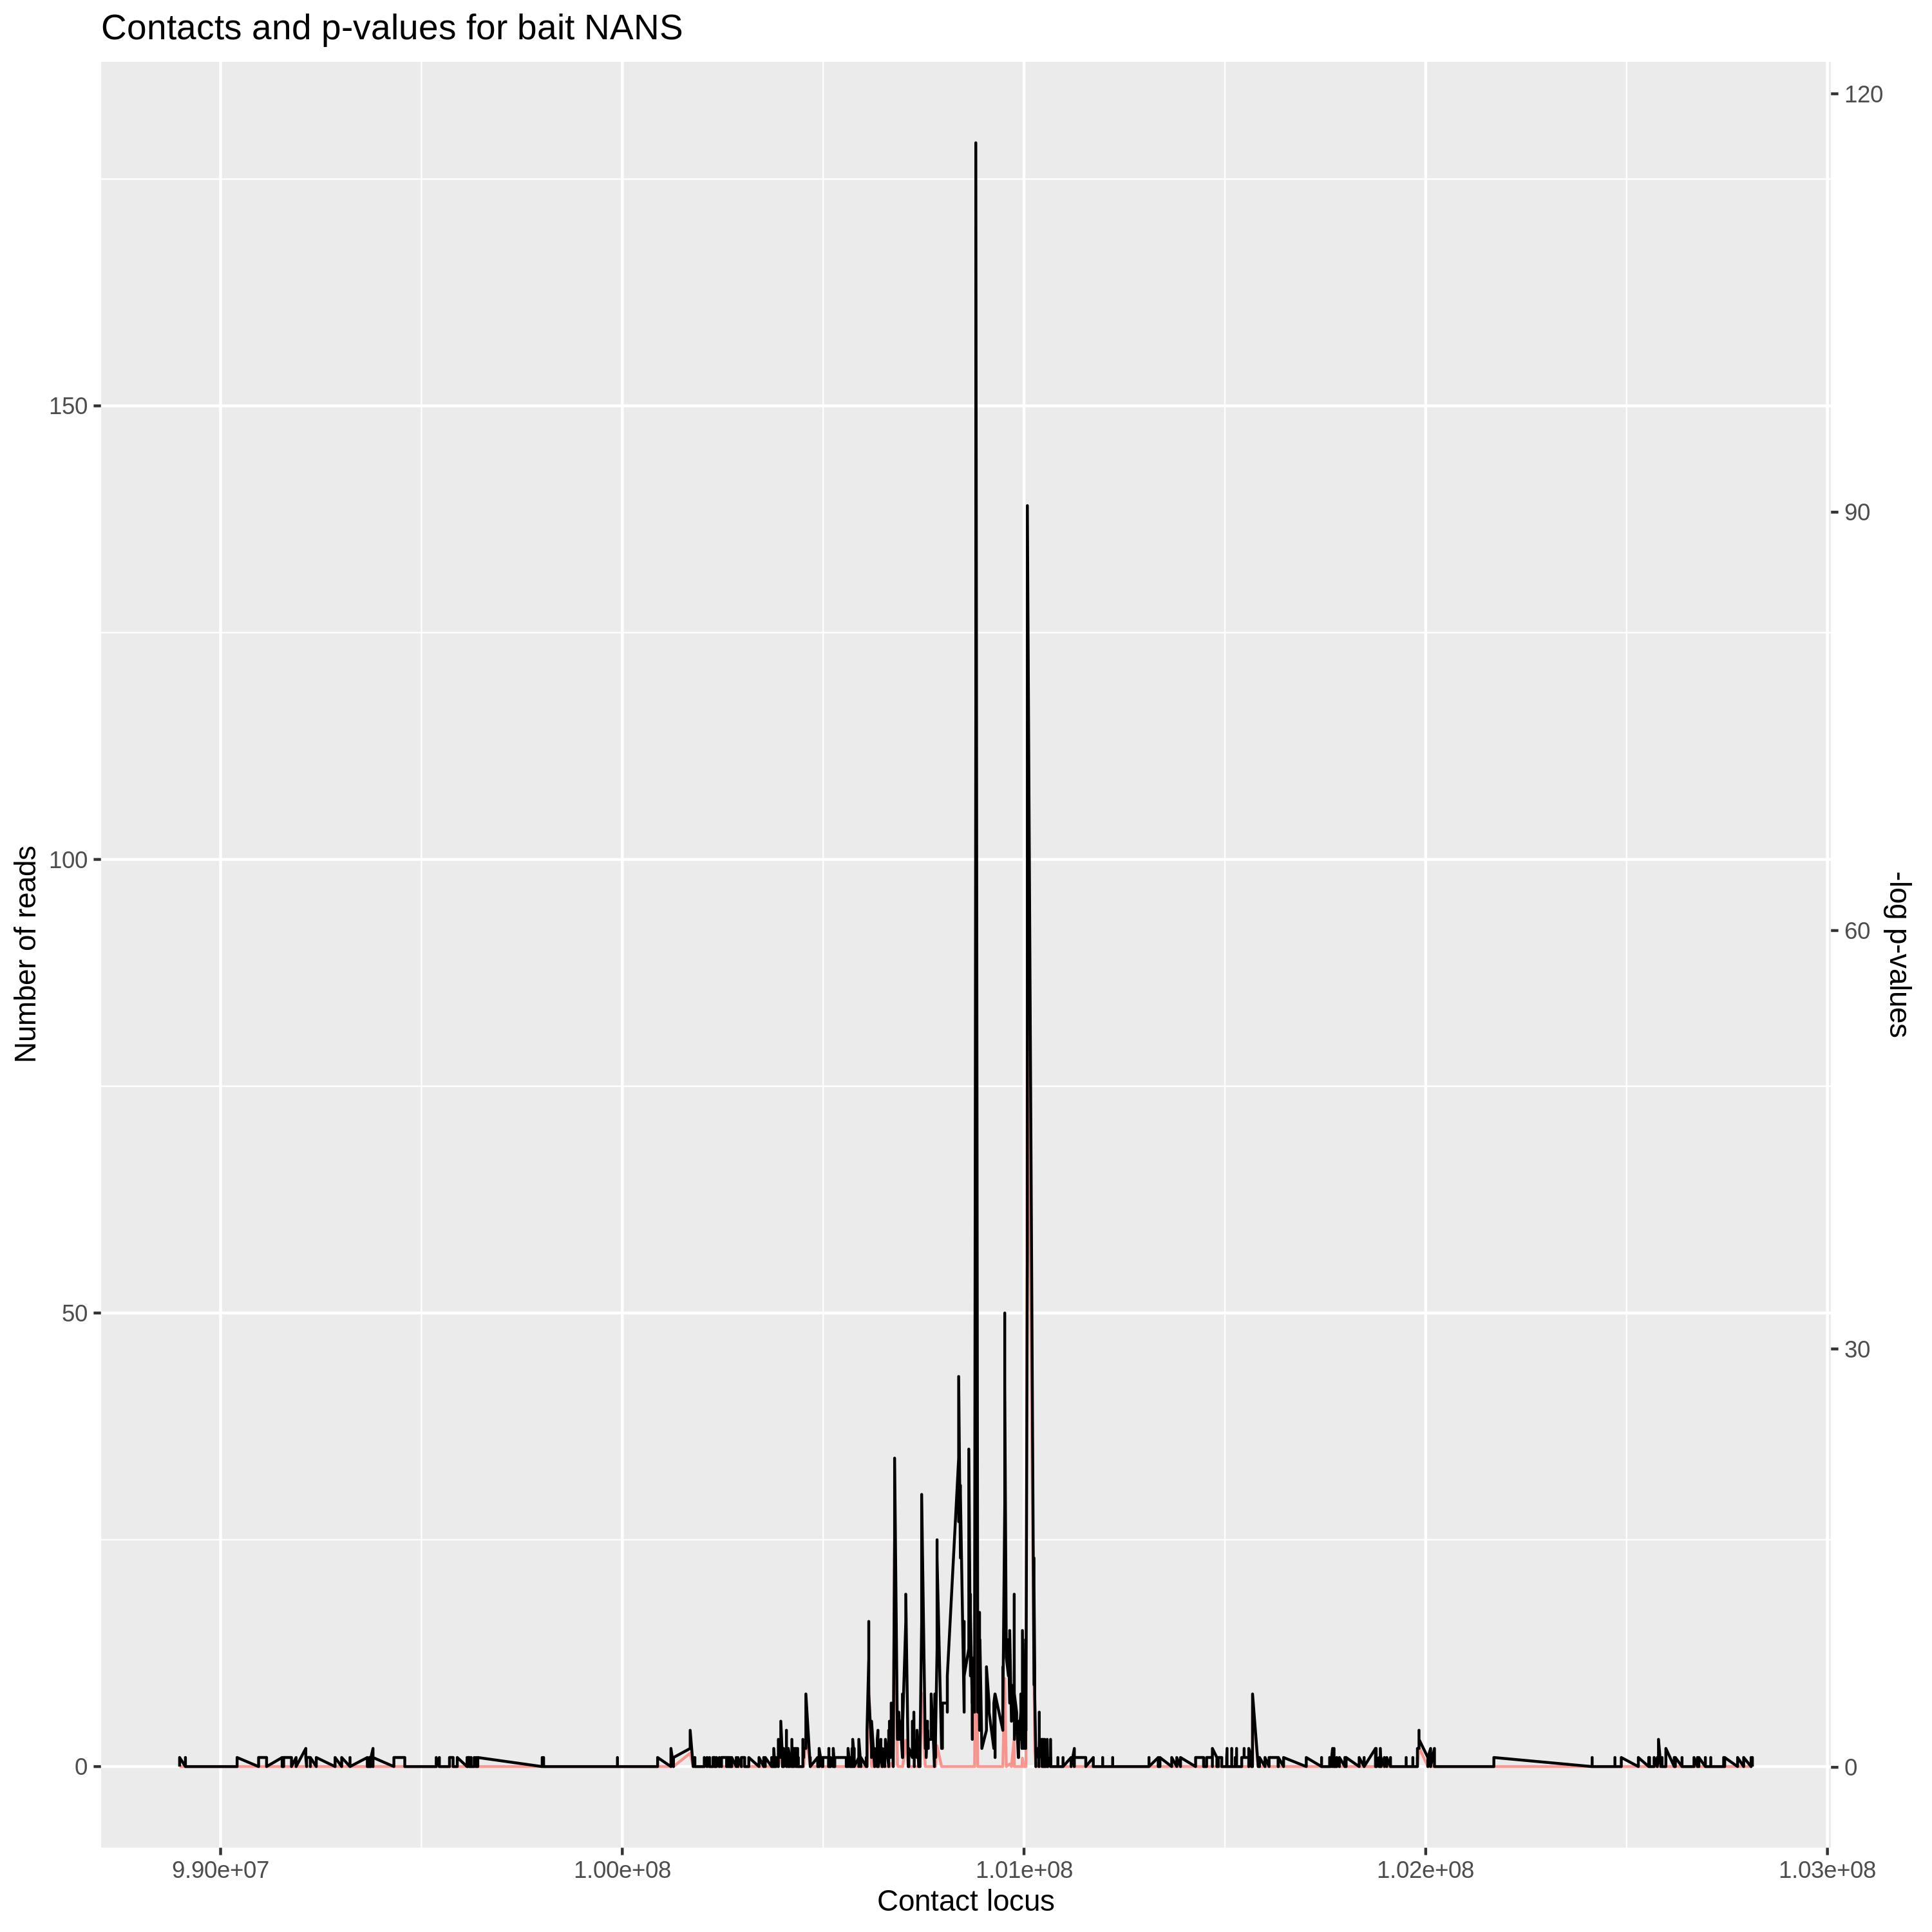 Contacts and p-values for bait NANS
Number of reads
150
100
50
0
120
90
60
30
0
-log p-values
9.90e+07
1.00e+08
1.01e+08
1.02e+08
1.03e+08
Contact locus